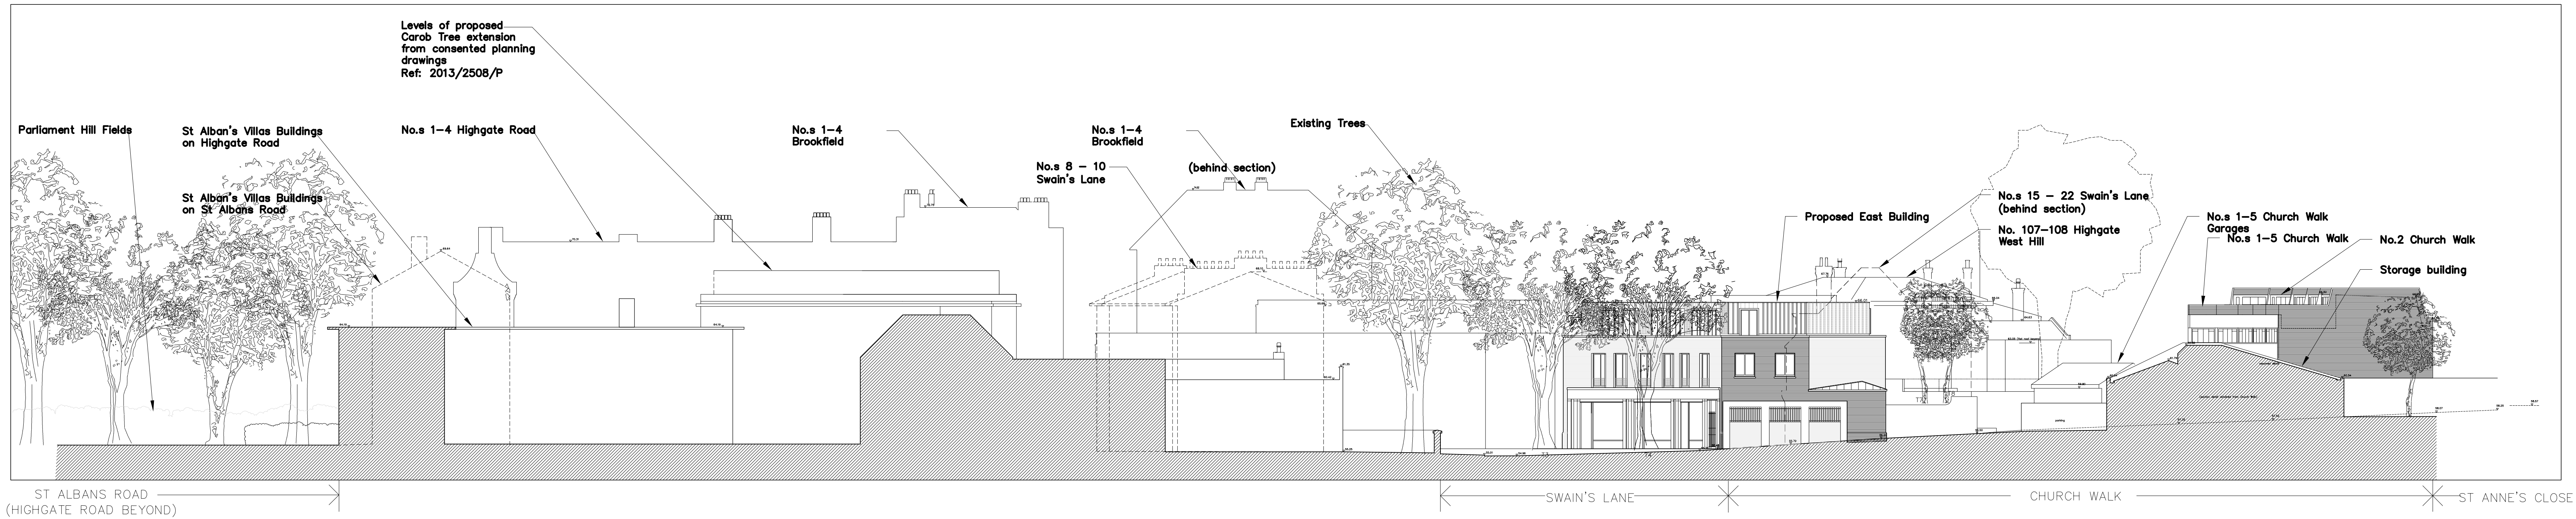 Levels of proposed
Carob Tree extension
from consented planning
drawings
Ref: 2013/2508/P
Parliament Hill Fields
St Alban's Villas Buildings
on Highgate Road
St Alban's Villas Buildings
on St Albans Road
No.s 1-4 Highgate Road
No.s 1-4
Brookfield
No.s 8 - 10
Swain's Lane
No.s 1-4
Brookfield
(behind section)
Existing Trees
Proposed East Building
No.s 15 - 22 Swain's Lane
(behind section)
No. 107-108 Highgate
West Hill
No.s 1-5 Church Walk
Garages
No.s 1-5 Church Walk
No.2 Church Walk
Storage building
ST ALBANS ROAD
(HIGHGATE ROAD BEYOND)
SWAIN'S LANE
CHURCH WALK
ST ANNE'S CLOSE